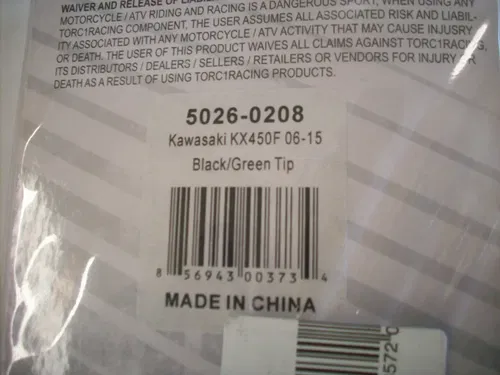 WAIVER AND RELEASE OF
MOTORCYCLE / ATV RIDING AND RACING IS A DANGEROUS SPORT, WHEN USING ANY
TORC1RACING COMPONENT, THE USER ASSUMES ALL ASSOCIATED RISK AND LIABIL-
ITY ASSOCIATED WITH ANY MOTORCYCLE / ATV ACTIVITY THAT MAY CAUSE INJUSRY
OR DEATH. THE USER OF THIS PRODUCT WAIVES ALL CLAIMS AGAINST TORC1RACING,
ITS DISTRIBUTORS / DEALERS / SELLERS / RETAILERS OR VENDORS FOR INJURY OR
DEATH AS A RESULT OF USING TORC1RACING PRODUCTS.
5026-0208
Kawasaki KX450F 06-15
Black/Green Tip
8 56943 00373 4
MADE IN CHINA
572-0